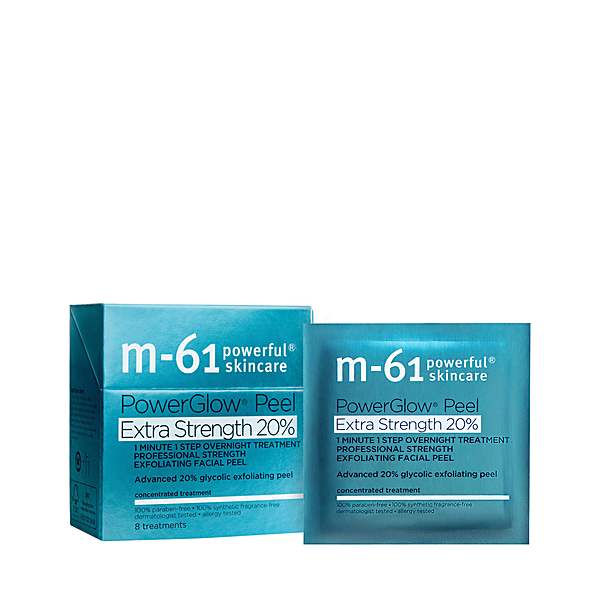 m-61 powerful®
skincare
PowerGlow® Peel
Extra Strength 20%
1 MINUTE 1 STEP OVERNIGHT TREATMENT
PROFESSIONAL STRENGTH
EXFOLIATING FACIAL PEEL
Advanced 20% glycolic exfoliating peel
concentrated treatment
100% paraben-free • 100% synthetic fragrance-free
dermatologist tested • allergy tested
8 treatments
m-61 powerful®
skincare
PowerGlow® Peel
Extra Strength 20%
1 MINUTE 1 STEP OVERNIGHT TREATMENT
PROFESSIONAL STRENGTH
EXFOLIATING FACIAL PEEL
Advanced 20% glycolic exfoliating peel
concentrated treatment
100% paraben-free • 100% synthetic fragrance-free
dermatologist tested • allergy tested